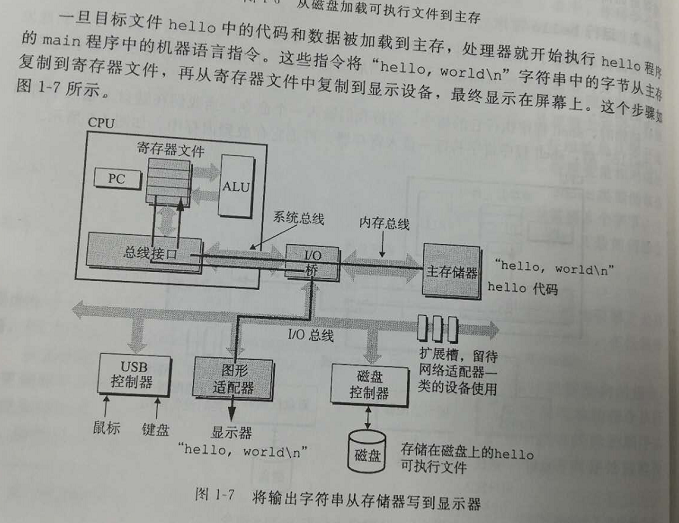 从磁盘加载可执行文件到主存
一旦目标文件 hello 中的代码和数据被加载到主存，处理器就开始执行 hello 程序
的 main 程序中的机器语言指令。这些指令将“hello, world\n”字符串中的字节从主存
复制到寄存器文件，再从寄存器文件中复制到显示设备，最终显示在屏幕上。这个步骤如
图 1-7 所示。
CPU
寄存器文件
PC
ALU
系统总线
内存总线
总线接口
I/O
桥
主存储器
“hello, world\n”
hello 代码
I/O 总线
扩展槽，留待
网络适配器一
类的设备使用
USB
控制器
图形
适配器
磁盘
控制器
鼠标
键盘
显示器
“hello, world\n”
磁盘
存储在磁盘上的hello
可执行文件
图 1-7 将输出字符串从存储器写到显示器